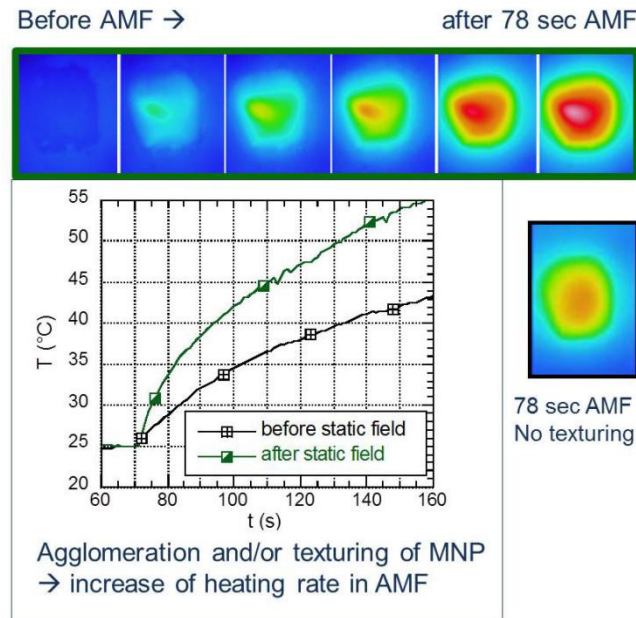 Before AMF → after 78 sec AMF
55
50
45
40
35
30
25
20
T (°C)
60 80 100 120 140 160
t (s)
before static field
after static field
78 sec AMF
No texturing
Agglomeration and/or texturing of MNP
→ increase of heating rate in AMF